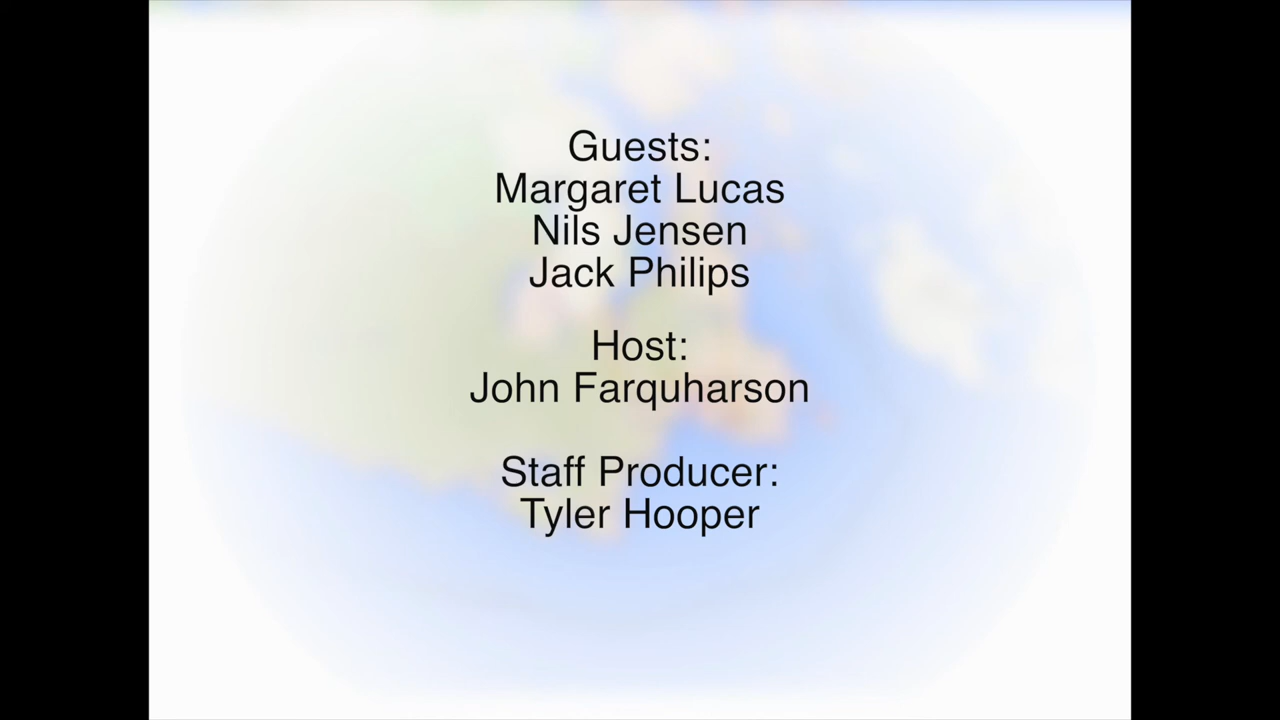 Guests:
Margaret Lucas
Nils Jensen
Jack Philips
Host:
John Farquharson
Staff Producer:
Tyler Hooper